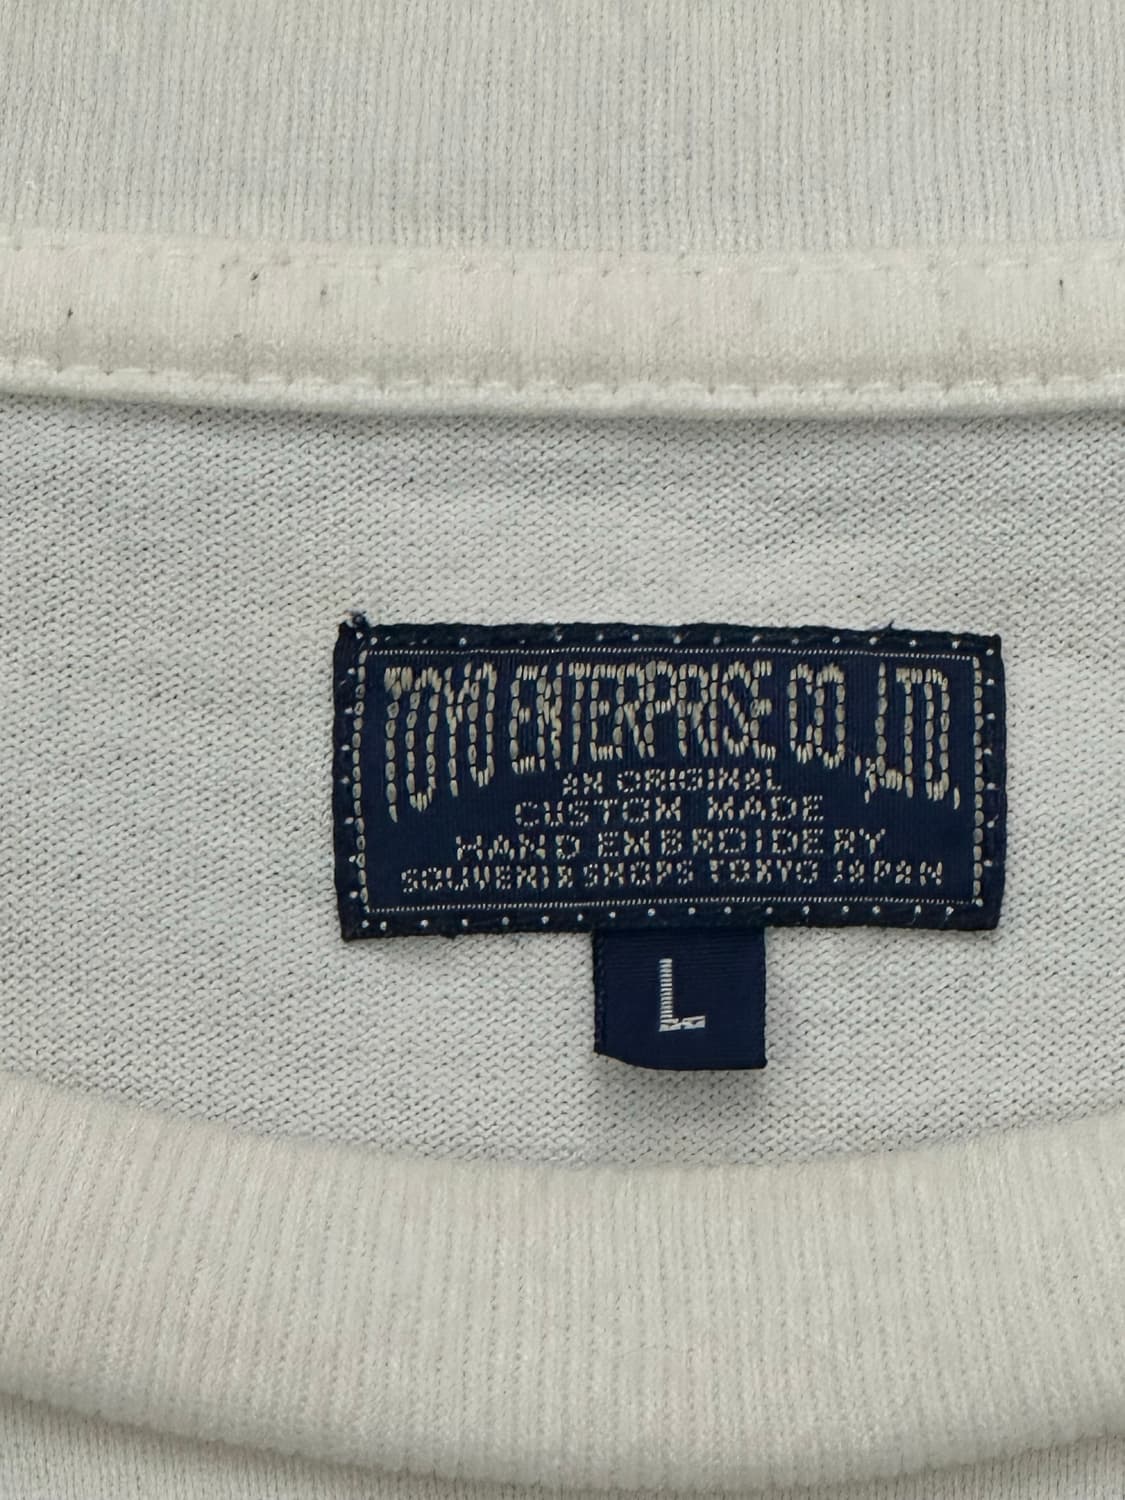 TOYO ENTERPRISE CO., LTD.,
AN ORIGINAL
CUSTOM MADE
HAND EMBROIDERY
SOUVENIR SHOPS TOKYO JAPAN
L